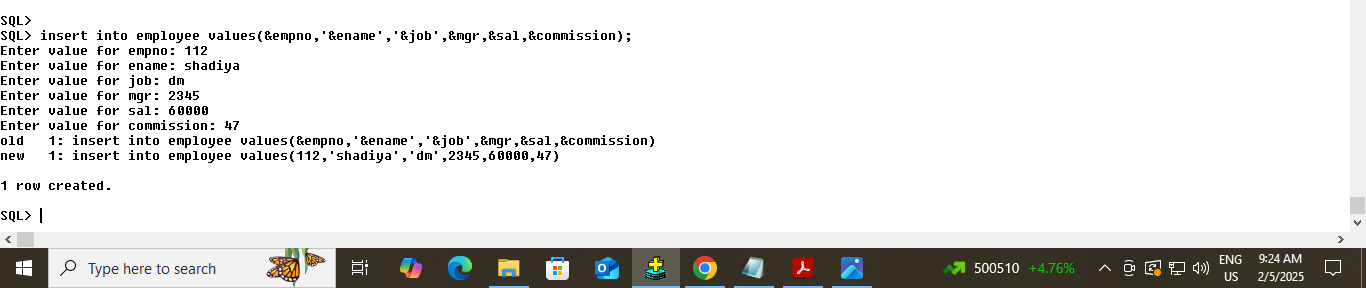 SQL>
SQL> insert into employee values(&empno,'&ename','&job',&mgr,&sal,&commission);
Enter value for empno: 112
Enter value for ename: shadiya
Enter value for job: dm
Enter value for mgr: 2345
Enter value for sal: 60000
Enter value for commission: 47
old   1: insert into employee values(&empno,'&ename','&job',&mgr,&sal,&commission)
new   1: insert into employee values(112,'shadiya','dm',2345,60000,47)
1 row created.
SQL>
Type here to search
500510 +4.76%
ENG
US
9:24 AM
2/5/2025